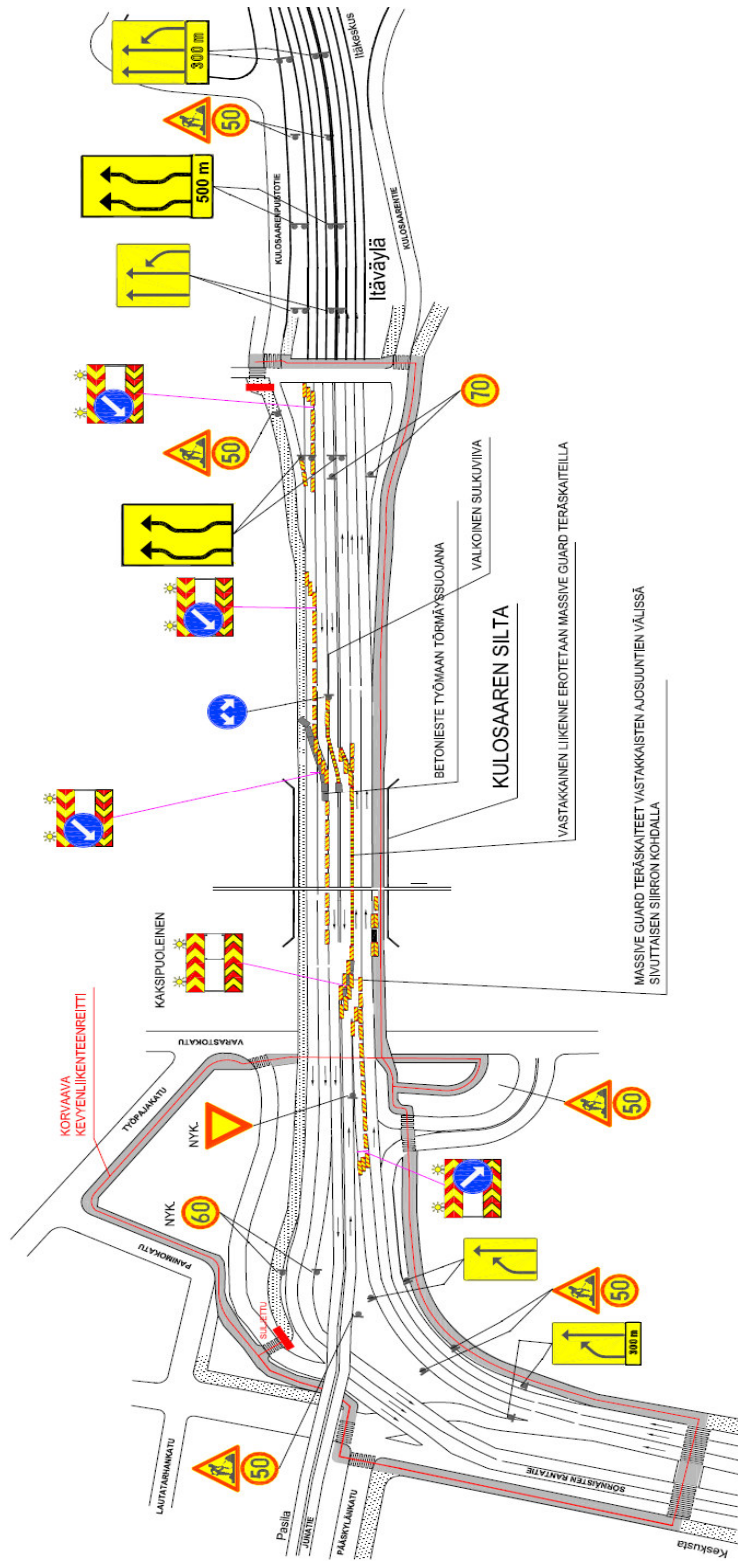 KORVAAVA
KEVYENLIIKENTEENREITTI
KAKSIPUOLEINEN
300 m
50
500 m
TYÖPAJAKATU
VARASTOKATU
NYK.
NYK.
60
50
PANIMOKATU
SULJETTU
LAUTATARHANKATU
50
Pasila
JUNATIE
PÄÄSKYLÄNKATU
KULOSAARENPUISTOTIE
Itäkeskus
Itäväylä
KULOSAARENTIE
70
VALKOINEN SULKUVIIVA
BETONIESTE TYÖMAAN TÖRMÄYSSUOJANA
KULOSAAREN SILTA
VASTAKKAINEN LIIKENNE EROTETAAN MASSIVE GUARD TERÄSKAITEILLA
MASSIVE GUARD TERÄSKAITEET VASTAKKAISTEN AJOSUUNTIEN VÄLISSÄ
SIVUTTAISEN SIIRRON KOHDALLA
50
50
300 m
SÖRNÄISTEN RANTATIE
Keskusta